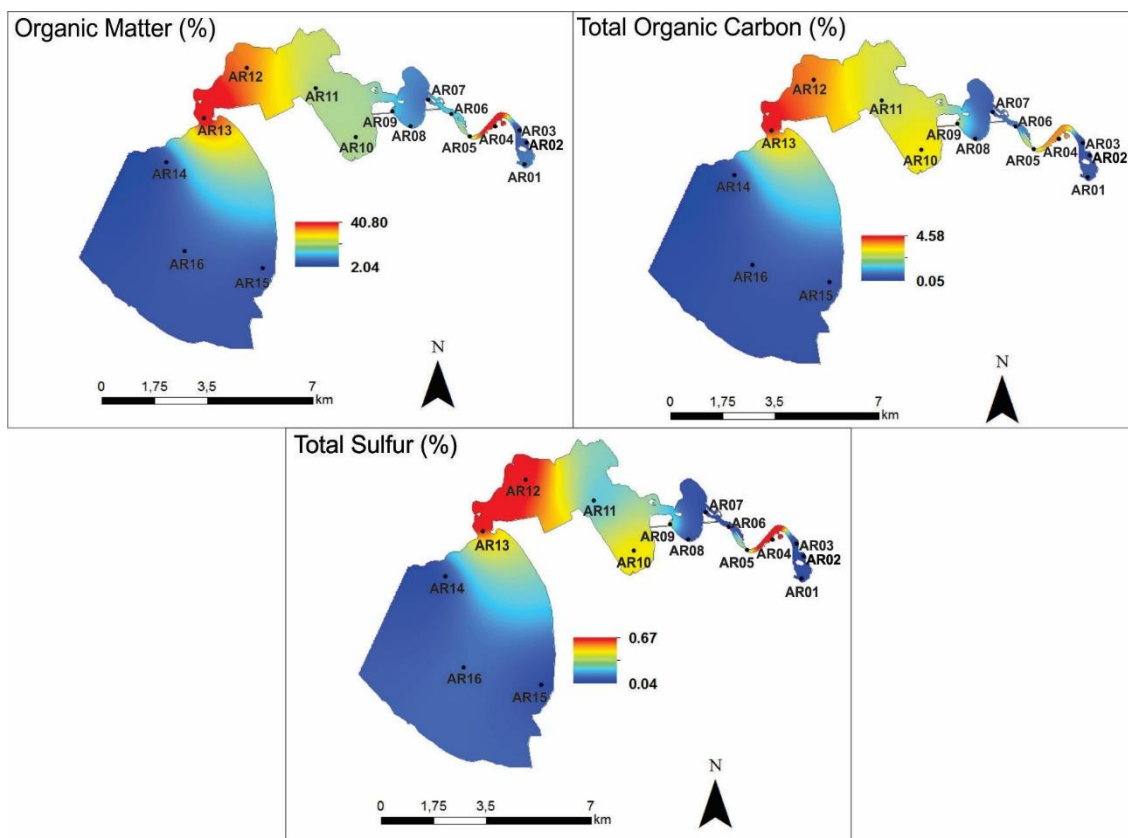 Organic Matter (%)
AR12
AR11
AR07
AR06
AR13
AR09
AR08
AR04
AR03
AR02
AR10
AR05
AR01
AR14
AR16
AR15
40.80
2.04
N
0 1,75 3,5 7
km
Total Organic Carbon (%)
AR12
AR11
AR07
AR06
AR13
AR09
AR08
AR04
AR03
AR02
AR10
AR05
AR01
AR14
AR16
AR15
4.58
0.05
N
0 1,75 3,5 7
km
Total Sulfur (%)
AR12
AR11
AR07
AR06
AR13
AR09
AR08
AR04
AR03
AR02
AR10
AR05
AR01
AR14
AR16
AR15
0.67
0.04
N
0 1,75 3,5 7
km